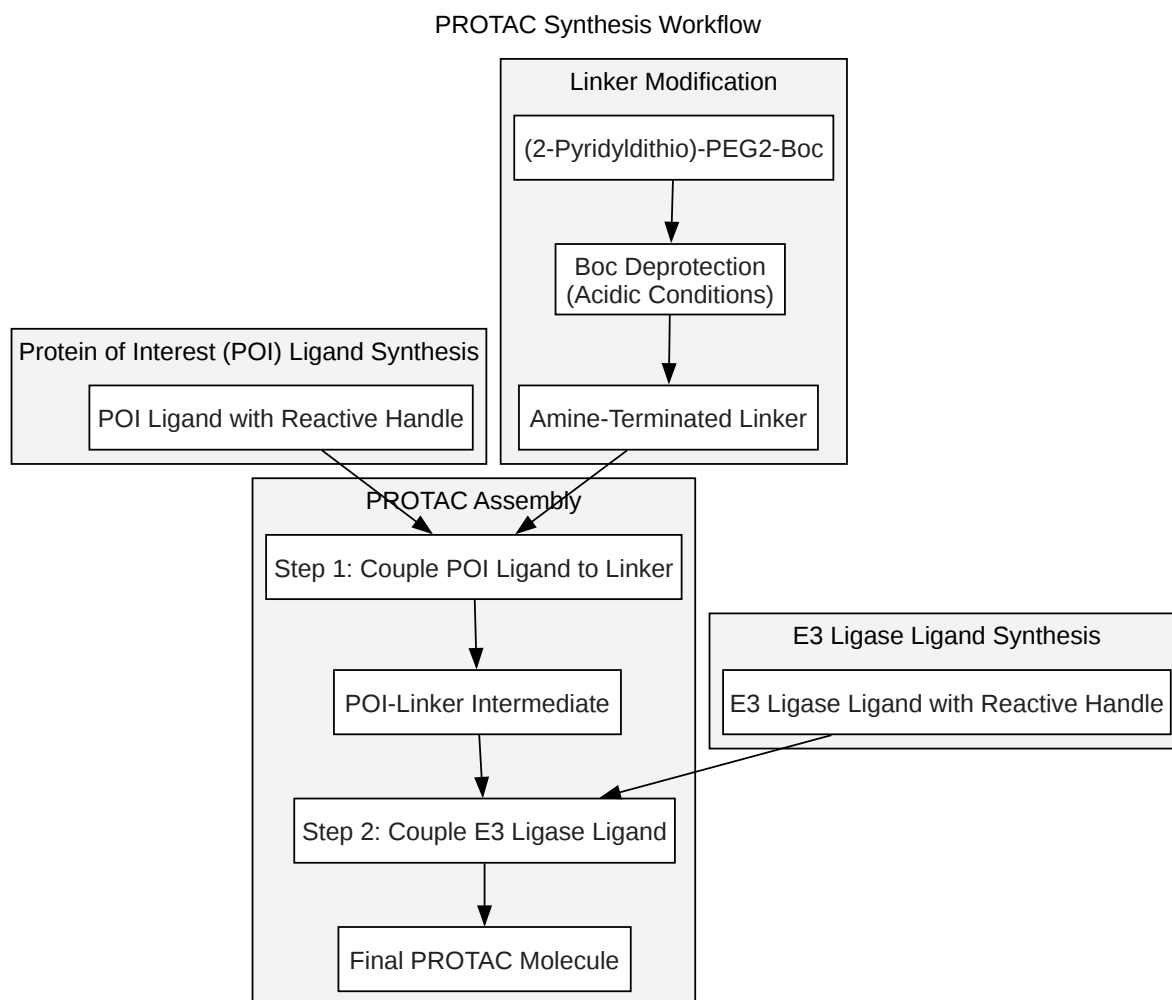 PROTAC Synthesis Workflow
Linker Modification
(2-Pyridyldithio)-PEG2-Boc
Boc Deprotection
(Acidic Conditions)
Protein of Interest (POI) Ligand Synthesis
POI Ligand with Reactive Handle
Amine-Terminated Linker
PROTAC Assembly
Step 1: Couple POI Ligand to Linker
E3 Ligase Ligand Synthesis
POI-Linker Intermediate
E3 Ligase Ligand with Reactive Handle
Step 2: Couple E3 Ligase Ligand
Final PROTAC Molecule